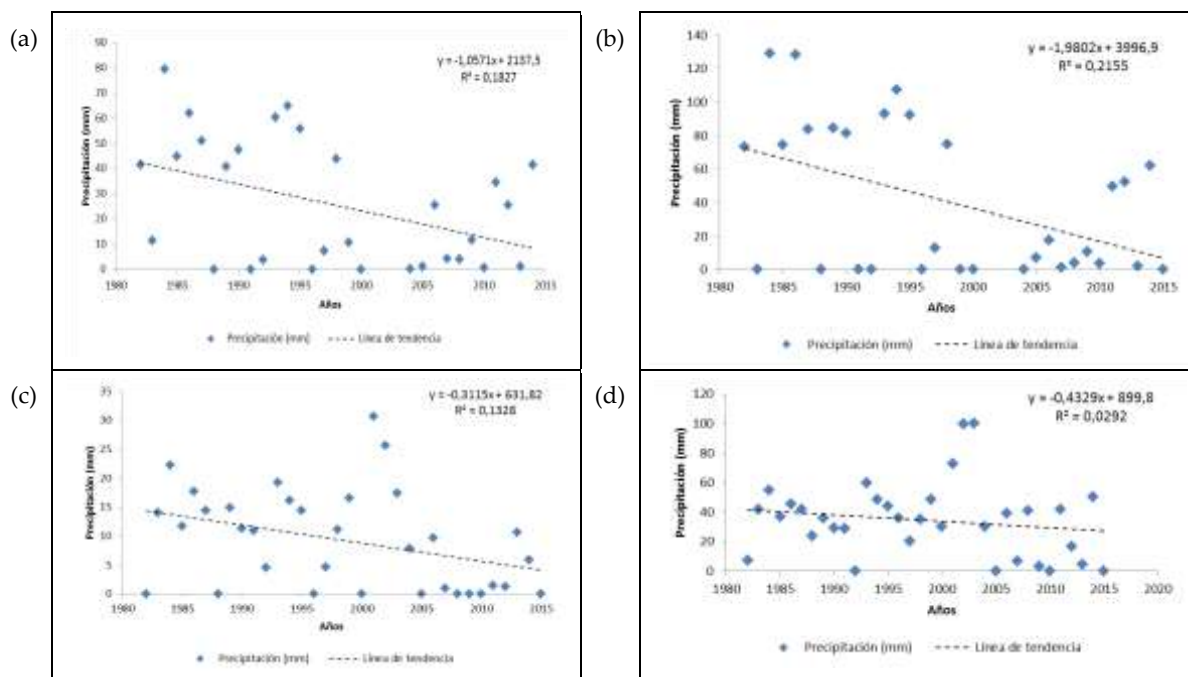 (a)
90
80
70
60
50
40
30
20
10
0
Precipitación (mm)
y = -1,0571x + 2137,5
R² = 0,1827
1980 1985 1990 1995 2000 2005 2010 2015
Años
Precipitación (mm) Línea de tendencia
(b)
140
120
100
80
60
40
20
0
Precipitación (mm)
y = -1,9802x + 3996,9
R² = 0,2155
1980 1985 1990 1995 2000 2005 2010 2015
Años
Precipitación (mm) Línea de tendencia
(c)
35
30
25
20
15
10
5
0
Precipitación (mm)
y = -0,3115x + 631,82
R² = 0,1326
1980 1985 1990 1995 2000 2005 2010 2015
Años
Precipitación (mm) Línea de tendencia
(d)
120
100
80
60
40
20
0
Precipitación (mm)
y = -0,4329x + 899,8
R² = 0,0292
1980 1985 1990 1995 2000 2005 2010 2015 2020
Años
Precipitación (mm) Línea de tendencia